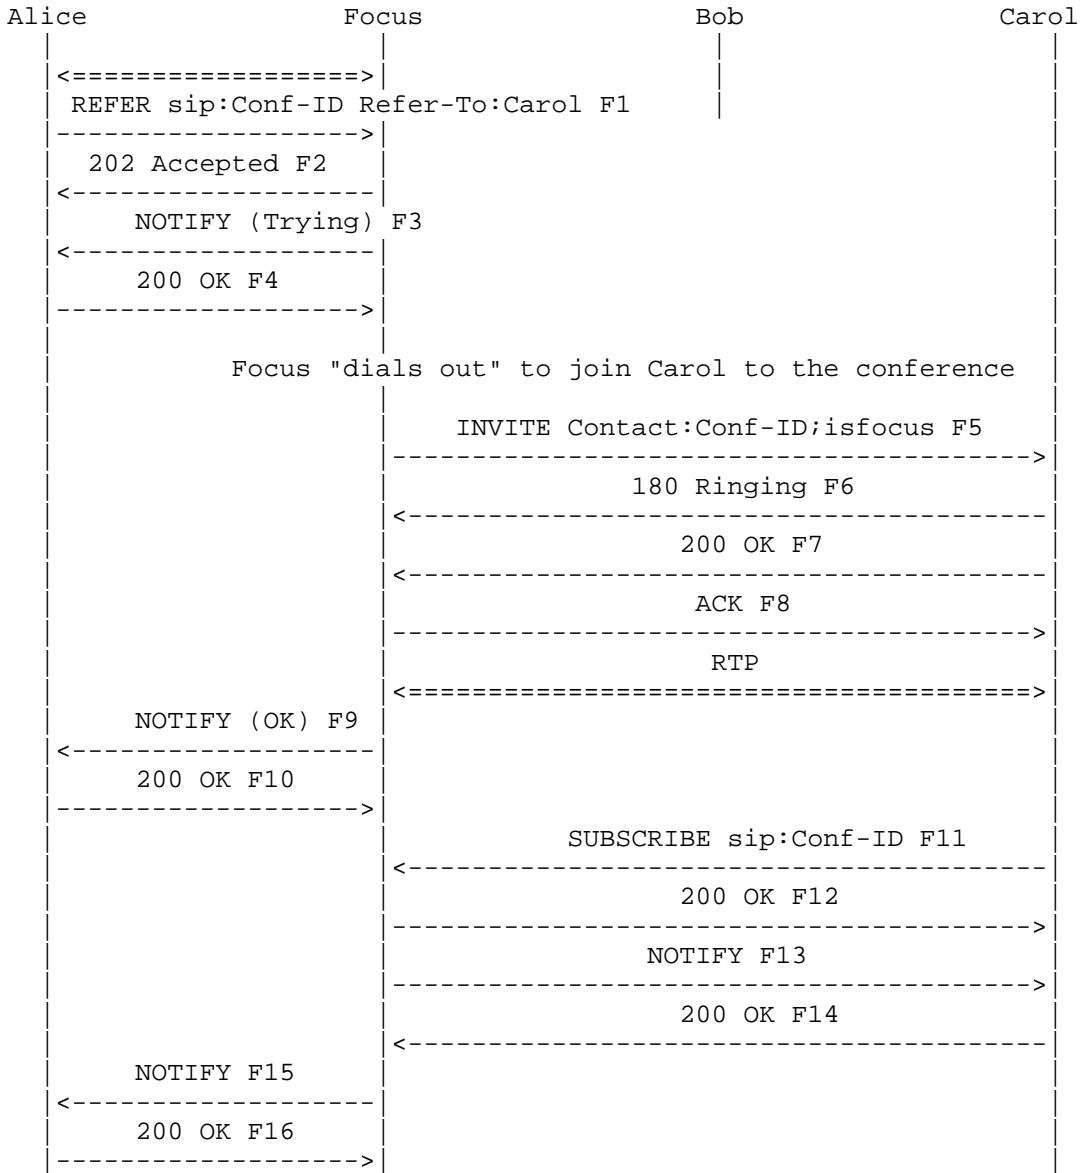 Alice Focus Bob Carol
REFER sip:Conf-ID Refer-To:Carol F1
202 Accepted F2
NOTIFY (Trying) F3
200 OK F4
Focus "dials out" to join Carol to the conference
INVITE Contact:Conf-ID;isfocus F5
180 Ringing F6
200 OK F7
ACK F8
RTP
NOTIFY (OK) F9
200 OK F10
SUBSCRIBE sip:Conf-ID F11
200 OK F12
NOTIFY F13
200 OK F14
NOTIFY F15
200 OK F16